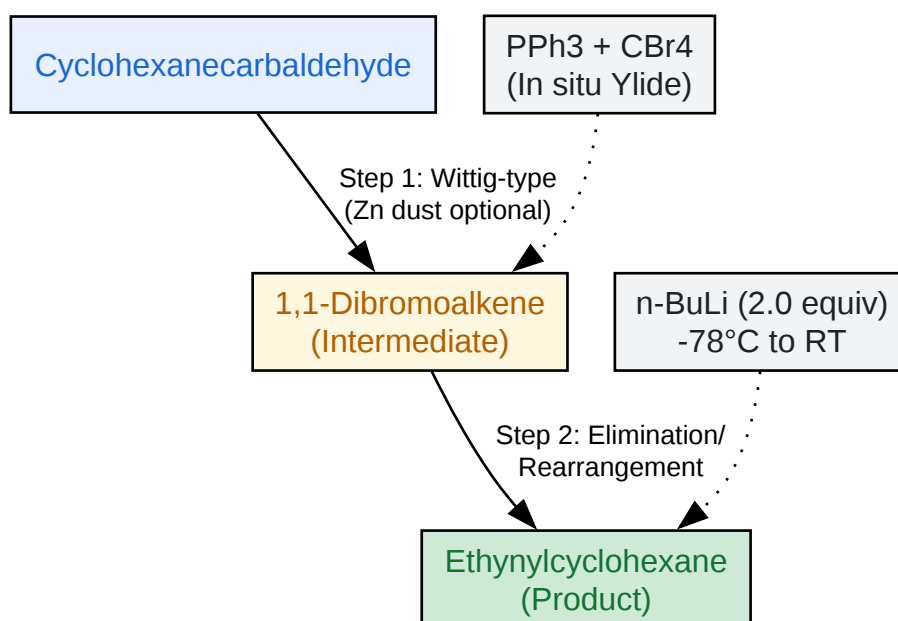 Cyclohexanecarbaldehyde
PPh3 + CBr4
(In situ Ylide)
Step 1: Wittig-type
(Zn dust optional)
1,1-Dibromoalkene
(Intermediate)
n-BuLi (2.0 equiv)
-78°C to RT
Step 2: Elimination/
Rearrangement
Ethynylcyclohexane
(Product)